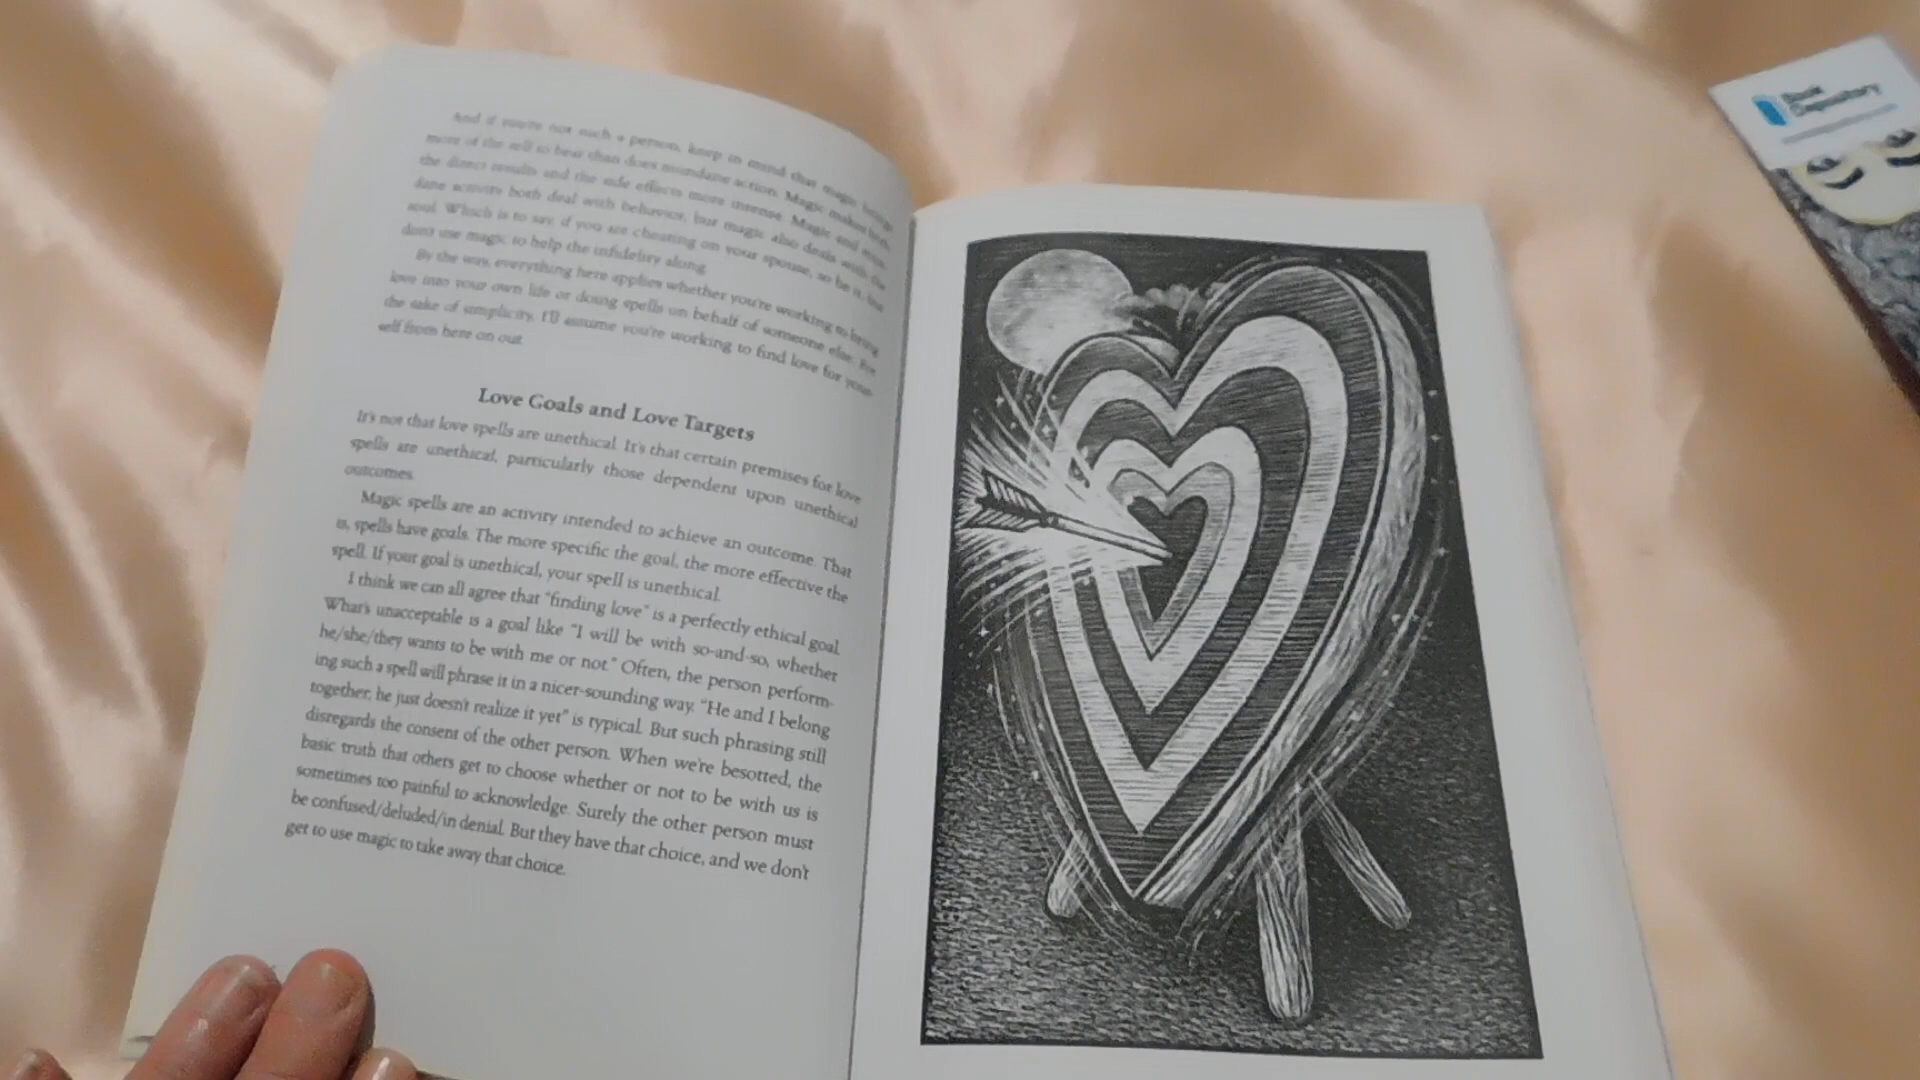 And if you're not such a person, keep in mind that magic brings
more of the self to bear than does mundane action. Magic makes both
the direct results and the side effects more intense. Magic and mun-
dane activity both deal with behavior, but magic also deals with the
soul. Which is to say, if you are cheating on your spouse, so be it, but
don't use magic to help the infidelity along.
By the way, everything here applies whether you're working to bring
love into your own life or doing spells on behalf of someone else. For
the sake of simplicity, I'll assume you're working to find love for your-
self from here on out.
Love Goals and Love Targets
It's not that love spells are unethical. It's that certain premises for love
spells are unethical, particularly those dependent upon unethical
outcomes.
Magic spells are an activity intended to achieve an outcome. That
is, spells have goals. The more specific the goal, the more effective the
spell. If your goal is unethical, your spell is unethical.
I think we can all agree that "finding love" is a perfectly ethical goal.
What's unacceptable is a goal like "I will be with so-and-so, whether
he/she/they wants to be with me or not." Often, the person perform-
ing such a spell will phrase it in a nicer-sounding way. "He and I belong
together, he just doesn't realize it yet" is typical. But such phrasing still
disregards the consent of the other person. When we're besotted, the
basic truth that others get to choose whether or not to be with us is
sometimes too painful to acknowledge. Surely the other person must
be confused/deluded/in denial. But they have that choice, and we don't
get to use magic to take away that choice.
Book
Depository